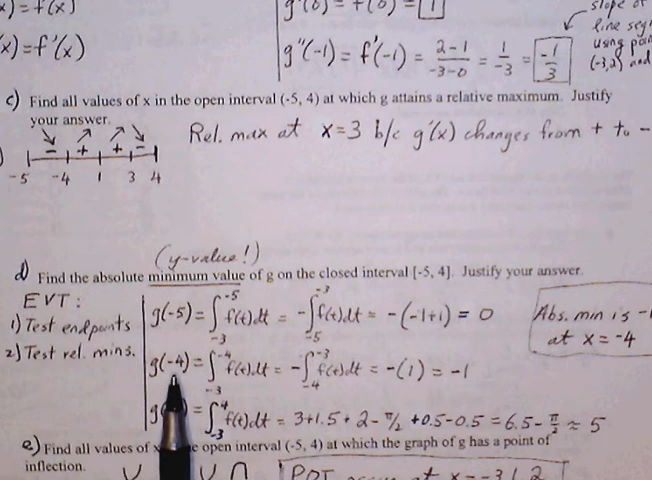 x) = f(x)
g'(0) = f(0) = 1
slope of
line seg
using poin
(-3,2) and
x) = f'(x)
g"(-1) = f'(-1) = 2-1/-3-0 = 1/-3 = -1/3
c) Find all values of x in the open interval (-5, 4) at which g attains a relative maximum. Justify
your answer.
Rel. max at x=3 b/c g'(x) changes from + to -
- + + -
-5 -4 1 3 4
(y-value!)
d) Find the absolute minimum value of g on the closed interval [-5, 4]. Justify your answer.
EVT:
1) Test endpoints
2) Test rel. mins.
g(-5) = ∫_{-3}^{-5} f(t)dt = -∫_{-5}^{-3} f(t)dt = -(-1+1) = 0
g(-4) = ∫_{-3}^{-4} f(t)dt = -∫_{-4}^{-3} f(t)dt = -(1) = -1
g( ) = ∫_{-3}^{4} f(t)dt = 3+1.5+2-π/2 +0.5-0.5 = 6.5-π/2 ≈ 5
Abs. min is -1
at x = -4
e) Find all values of x open interval (-5, 4) at which the graph of g has a point of
inflection.
POI at x = -3, 1, 2